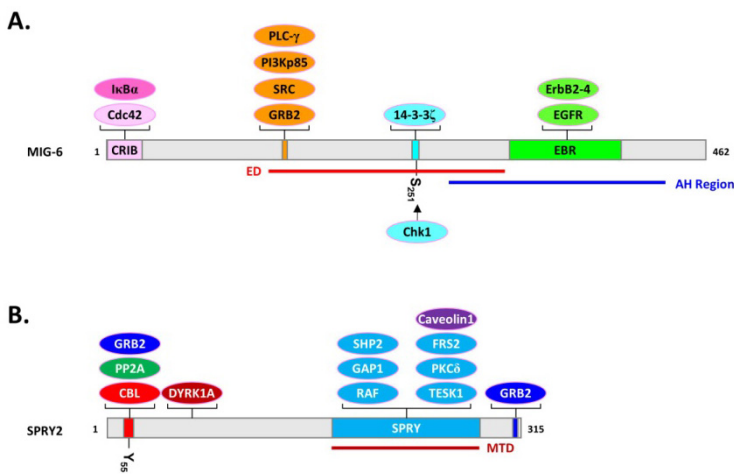 A.
PLC-γ
IκBα PI3Kp85 ErbB2-4
Cdc42 SRC 14-3-3ζ EGFR
GRB2
MIG-6 1 CRIB EBR 462
ED
S251
AH Region
Chk1
B.
Caveolin1
GRB2 SHP2 FRS2
PP2A GAP1 PKCδ
CBL DYRK1A RAF TESK1 GRB2
SPRY2 1 SPRY 315
Y55
MTD